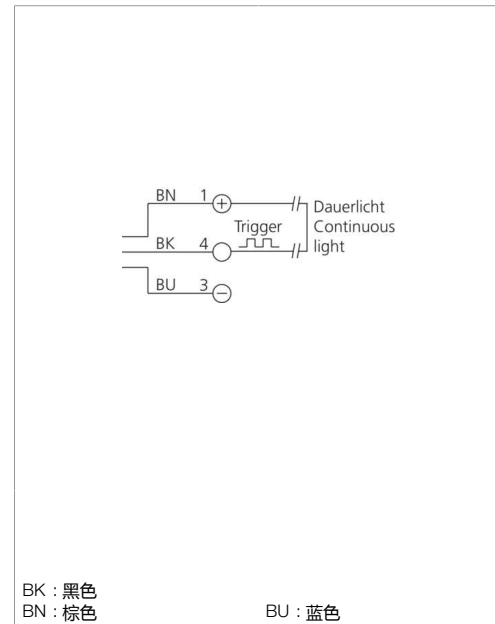 BN 1 +
Dauerlicht
Trigger Continuous
BK 4 light
BU 3 −
BK : 黑色
BN : 棕色 BU : 蓝色